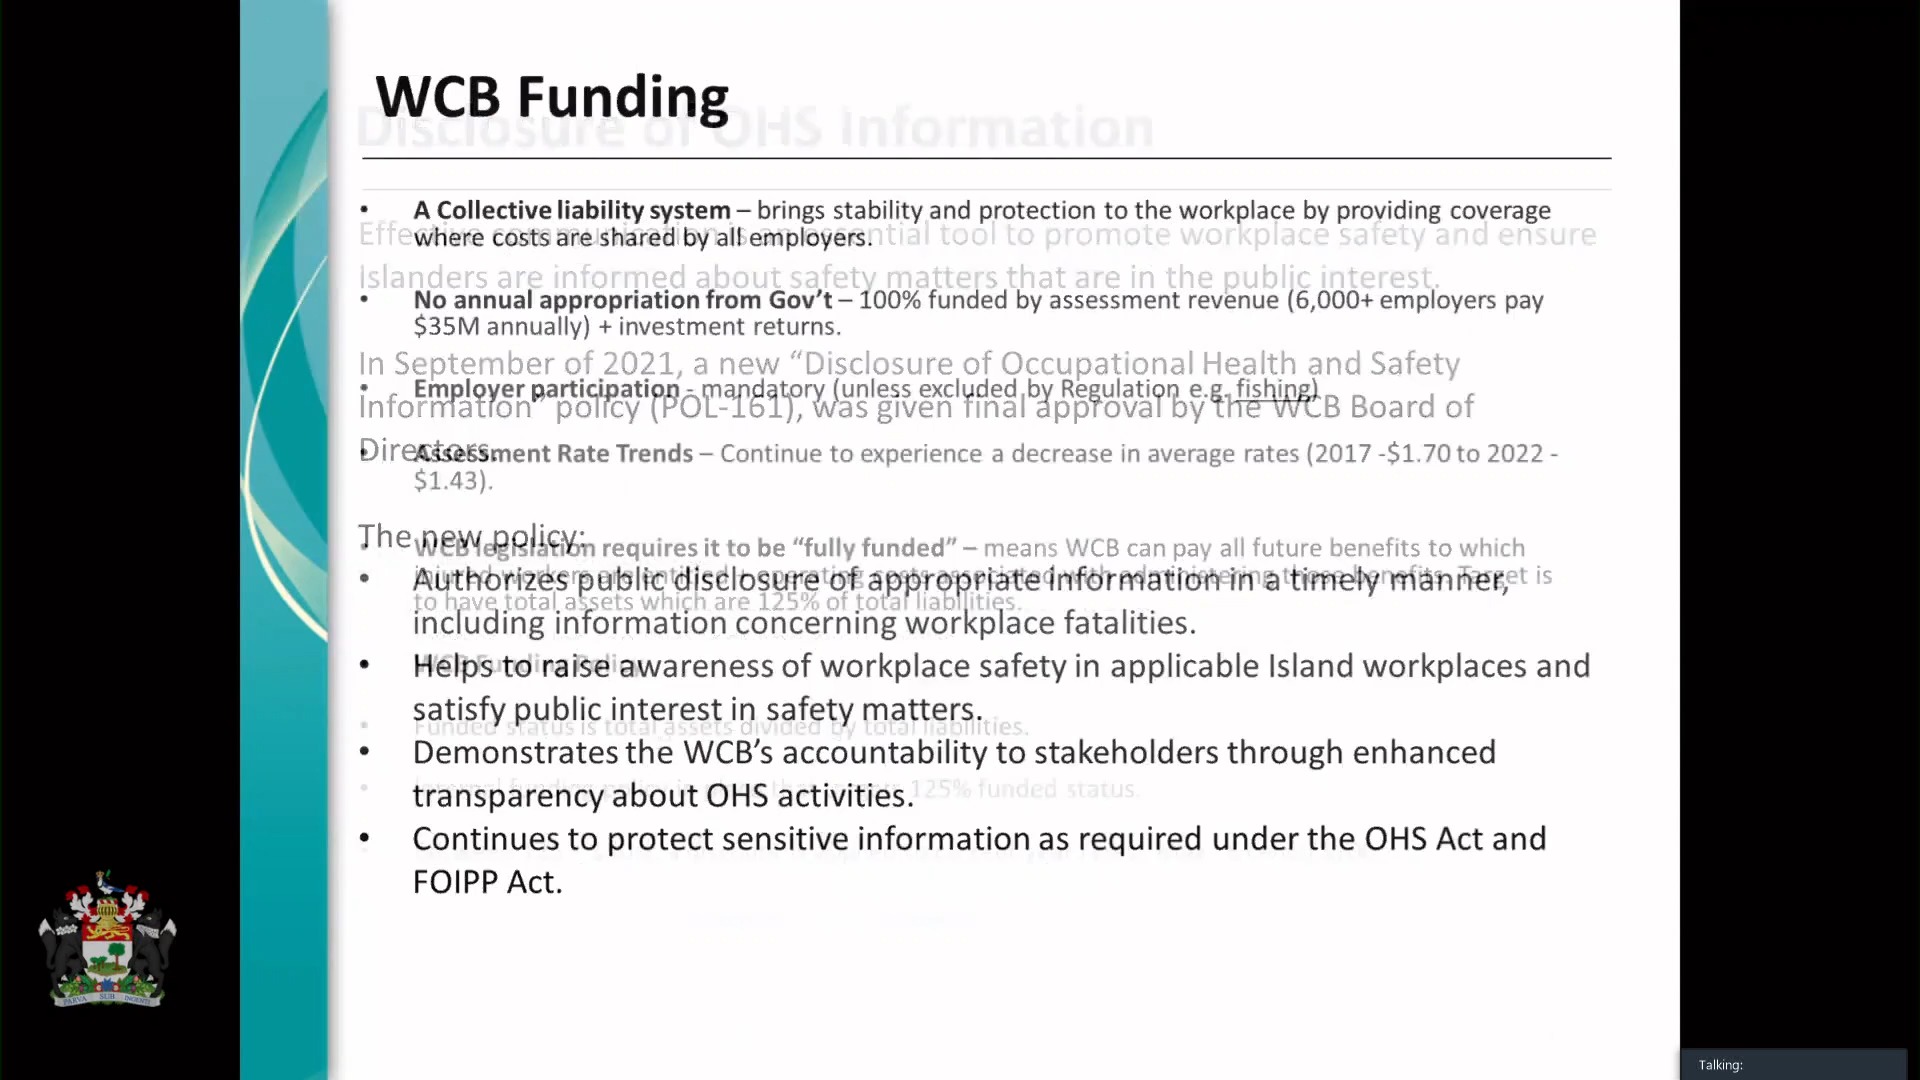 WCB Funding
• A Collective liability system – brings stability and protection to the workplace by providing coverage
where costs are shared by all employers.
• No annual appropriation from Gov’t – 100% funded by assessment revenue (6,000+ employers pay
$35M annually) + investment returns.
• Employer participation - mandatory (unless excluded by Regulation e.g. fishing)
• Assessment Rate Trends – Continue to experience a decrease in average rates (2017 -$1.70 to 2022 -
$1.43).
• WCB legislation requires it to be “fully funded” – means WCB can pay all future benefits to which
injured workers are entitled + operating costs associated with administering those benefits. Target is
to have total assets which are 125% of total liabilities.
WCB Funding Policy
• Funded status is total assets divided by total liabilities.
• Internal funding policy in place that 125% funded status.
Disclosure of OHS Information
Effective communication is an essential tool to promote workplace safety and ensure
Islanders are informed about safety matters that are in the public interest.
In September of 2021, a new “Disclosure of Occupational Health and Safety
Information” policy (POL-161), was given final approval by the WCB Board of
Directors.
The new policy:
• Authorizes public disclosure of appropriate information in a timely manner,
including information concerning workplace fatalities.
• Helps to raise awareness of workplace safety in applicable Island workplaces and
satisfy public interest in safety matters.
• Demonstrates the WCB’s accountability to stakeholders through enhanced
transparency about OHS activities.
• Continues to protect sensitive information as required under the OHS Act and
FOIPP Act.
PARVA SUB INGENTI
Talking: